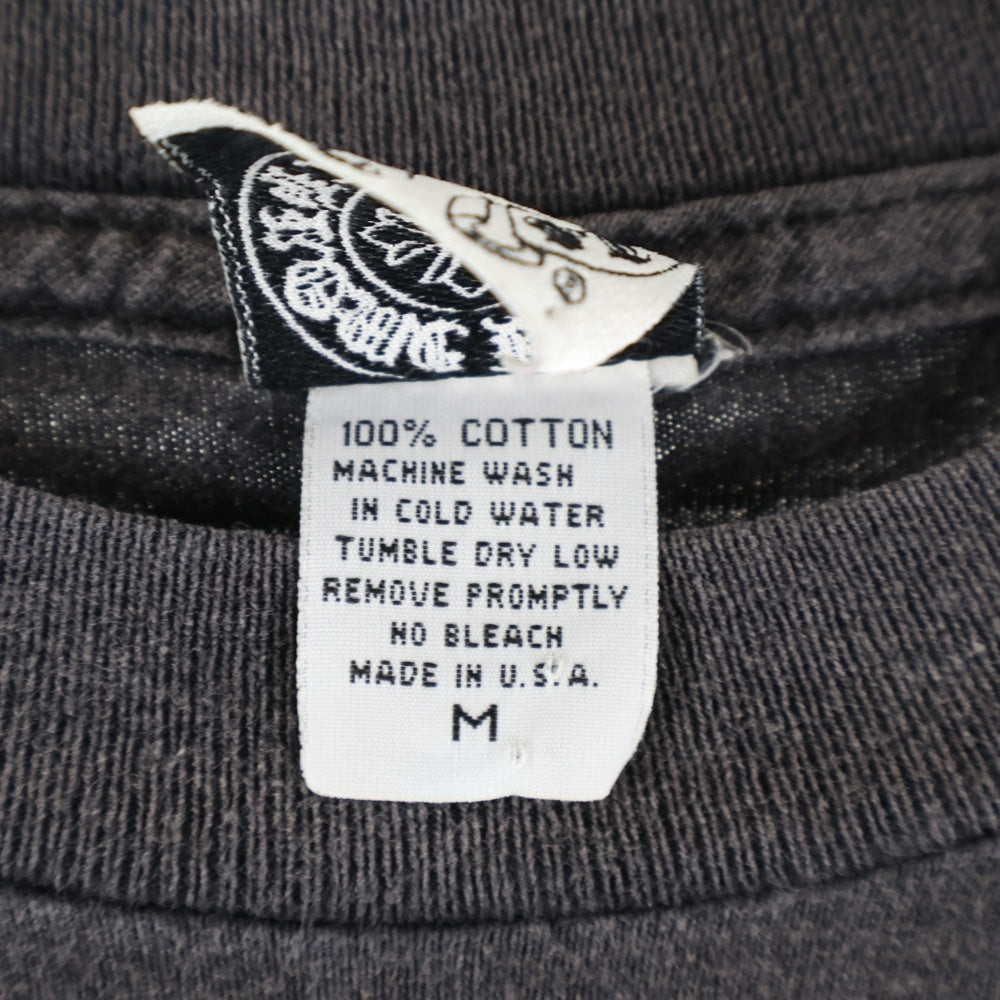 100% COTTON
MACHINE WASH
IN COLD WATER
TUMBLE DRY LOW
REMOVE PROMPTLY
NO BLEACH
MADE IN U.S.A.
M